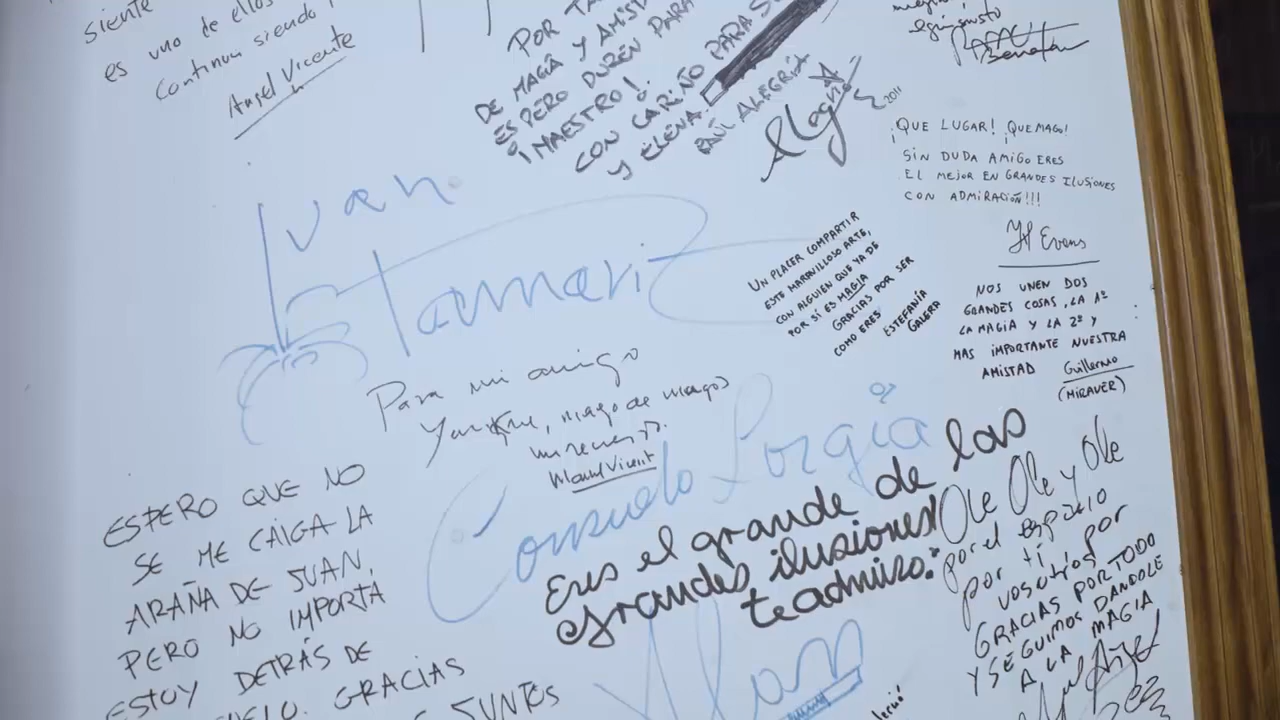 siente
es uno de ellos
Continua siendo
Angel Vicente
POR TA
DE MAGIA Y AMISTA
ESPERO DUREN PARA
¡MAESTRO!
CON CARIÑO PARA
Y ELENA.
RAÚL ALEGRÍA
2011
¡QUE LUGAR! ¡QUE MAGO!
SIN DUDA AMIGO ERES
EL MEJOR EN GRANDES ILUSIONES
CON ADMIRACIÓN!!!
Evans
Juan
Tamariz
UN PLACER COMPARTIR
ESTE MARAVILLOSO ARTE,
CON ALGUIEN QUE YA DE
POR SÍ ES MAGIA
GRACIAS POR SER
COMO ERES
ESTEFANÍA
GALERA
NOS UNEN DOS
GRANDES COSAS, LA 1ª
LA MAGIA Y LA 2ª Y
MAS IMPORTANTE NUESTRA
AMISTAD
Guillermo
(MIRAVER)
Para mi amigo
Yunque, mago de magos
Manuel Vicent
Consuelo Lorgia
Eres el grande de las
grandes ilusiones!
te admiro.
Ole Ole y Ole
por el espacio
por ti
vosotros por
GRACIAS POR TODO
Y SEGUIMOS DANDOLE
A LA MAGIA
ESPERO QUE NO
SE ME CAIGA LA
ARAÑA DE JUAN,
PERO NO IMPORTA
ESTOY DETRÁS DE
GRACIAS
JUNTOS
Alan